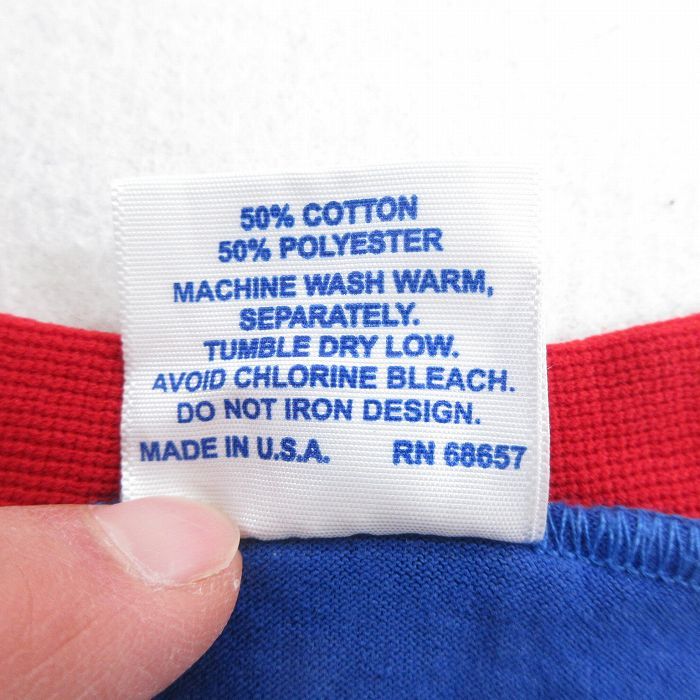 50% COTTON
50% POLYESTER
MACHINE WASH WARM,
SEPARATELY.
TUMBLE DRY LOW.
AVOID CHLORINE BLEACH.
DO NOT IRON DESIGN.
MADE IN U.S.A. RN 68657